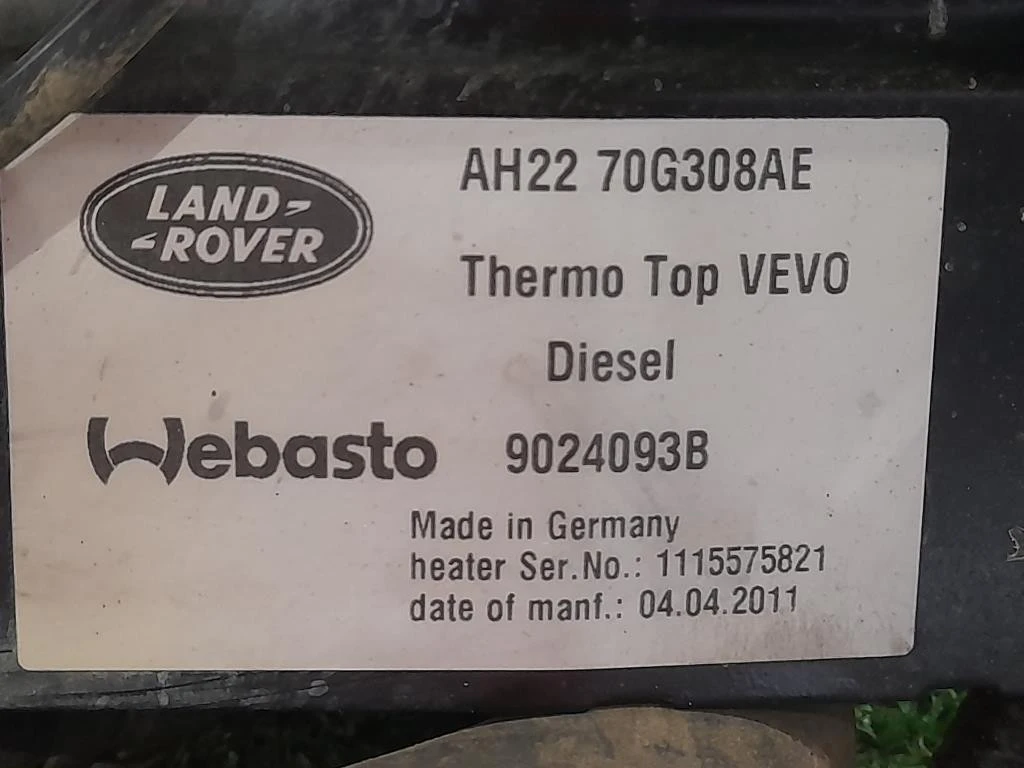 LAND
ROVER
AH22 70G308AE
Thermo Top VEVO
Diesel
Webasto 9024093B
Made in Germany
heater Ser.No.: 1115575821
date of manf.: 04.04.2011